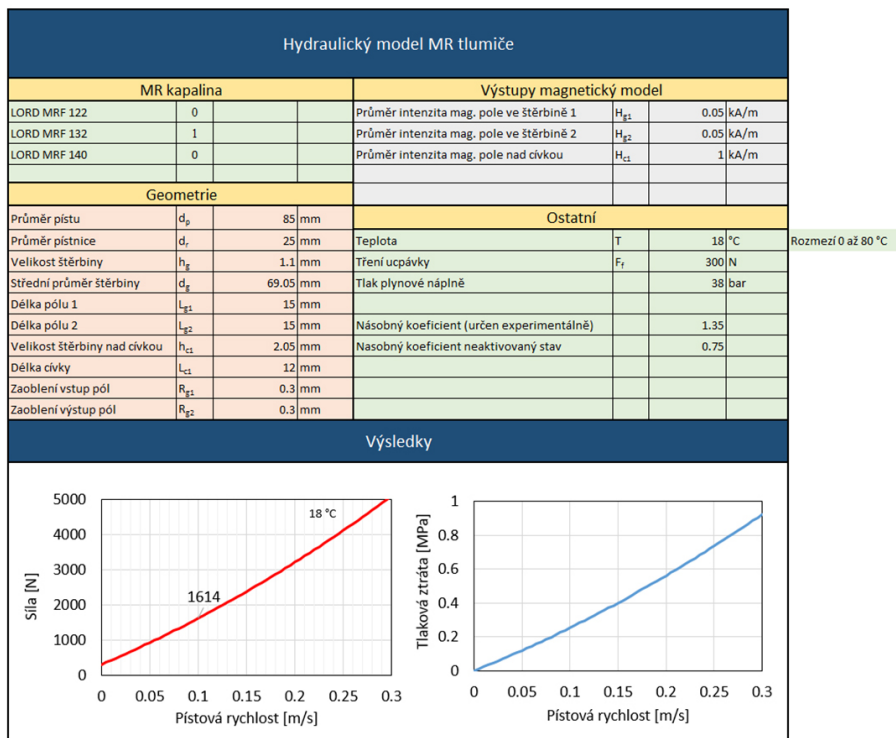 Hydraulický model MR tlumiče
MR kapalina
LORD MRF 122 0
LORD MRF 132 1
LORD MRF 140 0
Výstupy magnetický model
Průměr intenzita mag. pole ve štěrbině 1 Hg1 0.05 kA/m
Průměr intenzita mag. pole ve štěrbině 2 Hg2 0.05 kA/m
Průměr intenzita mag. pole nad cívkou Hc1 1 kA/m
Geometrie
Průměr pístu dp 85 mm
Průměr pístnice dr 25 mm
Velikost štěrbiny hg 1.1 mm
Střední průměr štěrbiny dg 69.05 mm
Délka pólu 1 Lg1 15 mm
Délka pólu 2 Lg2 15 mm
Velikost štěrbiny nad cívkou hc1 2.05 mm
Délka cívky Lc1 12 mm
Zaoblení vstup pól Rg1 0.3 mm
Zaoblení výstup pól Rg2 0.3 mm
Ostatní
Teplota T 18 °C Rozmezí 0 až 80 °C
Tření ucpávky Ff 300 N
Tlak plynové náplně 38 bar
Násobný koeficient (určen experimentálně) 1.35
Nasobný koeficient neaktivovaný stav 0.75
Výsledky
Síla [N]
5000
4000
3000
2000
1000
0
18 °C
1614
0 0.05 0.1 0.15 0.2 0.25 0.3
Pístová rychlost [m/s]
Tlaková ztráta [MPa]
1
0.8
0.6
0.4
0.2
0
0 0.05 0.1 0.15 0.2 0.25 0.3
Pístová rychlost [m/s]